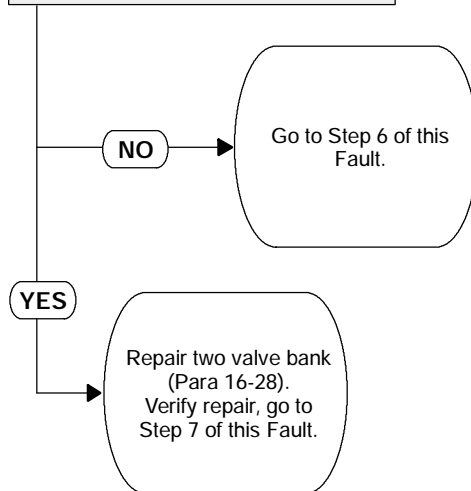 NO
Go to Step 6 of this
Fault.
YES
Repair two valve bank
(Para 16-28).
Verify repair, go to
Step 7 of this Fault.